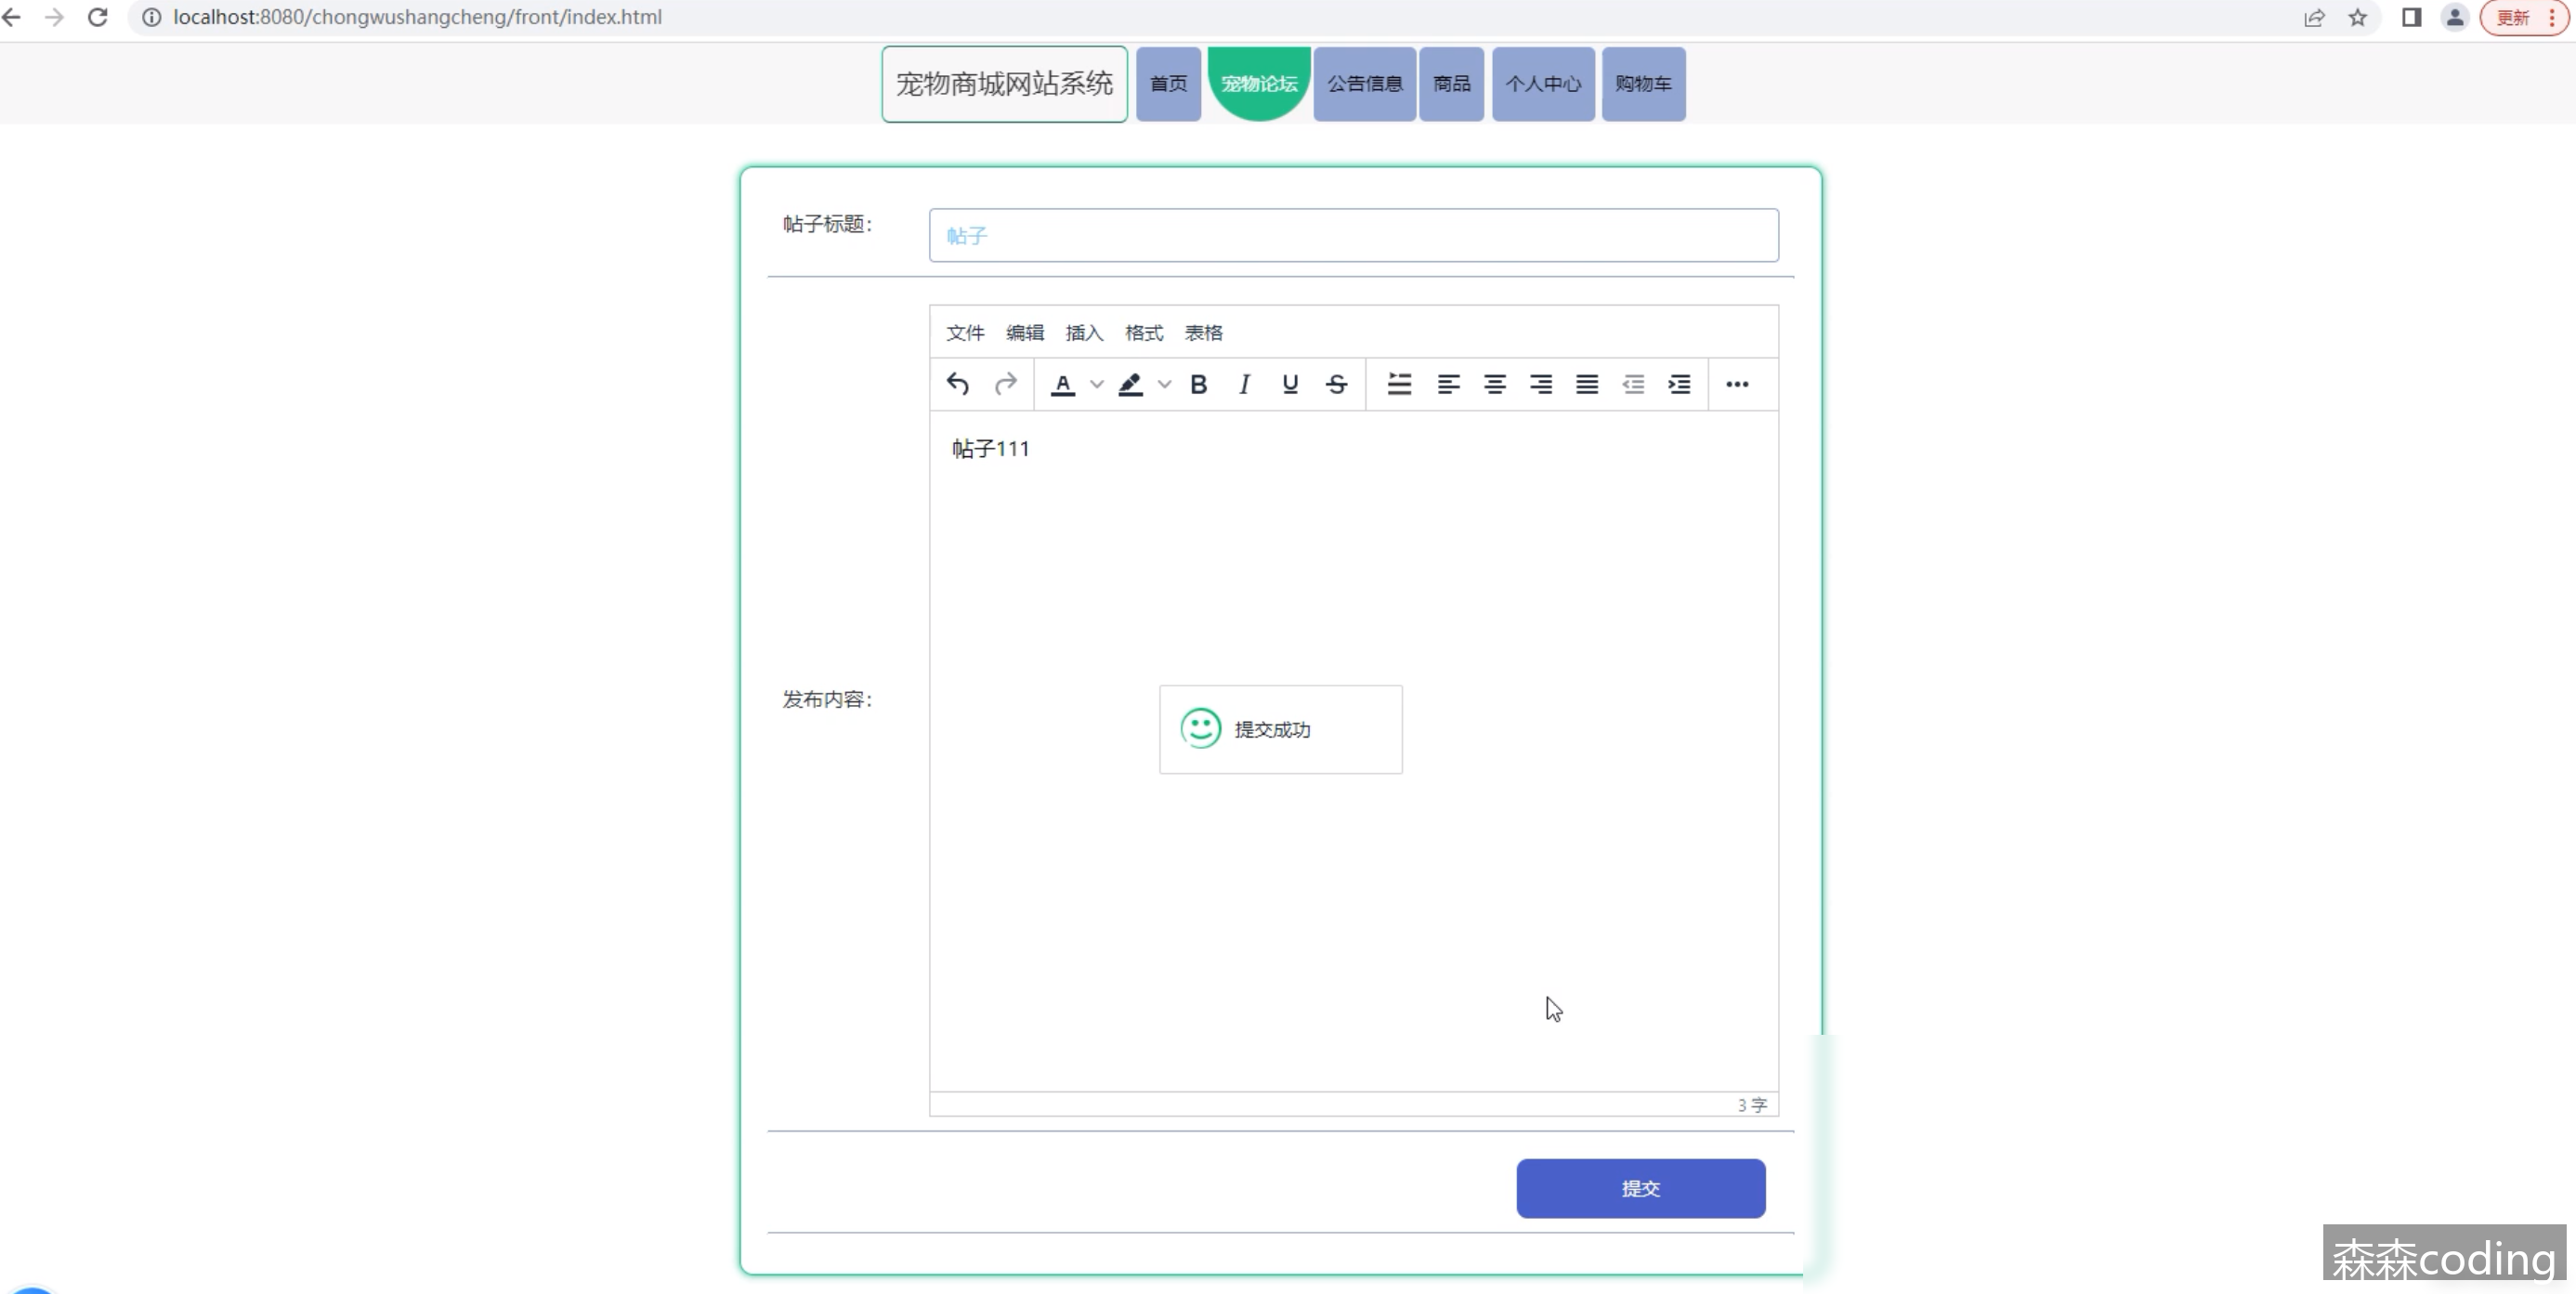 localhost:8080/chongwushangcheng/front/index.html
更新
宠物商城网站系统
首页
宠物论坛
公告信息
商品
个人中心
购物车
帖子标题：
帖子
文件 编辑 插入 格式 表格
帖子111
发布内容：
提交成功
3 字
提交
森森coding